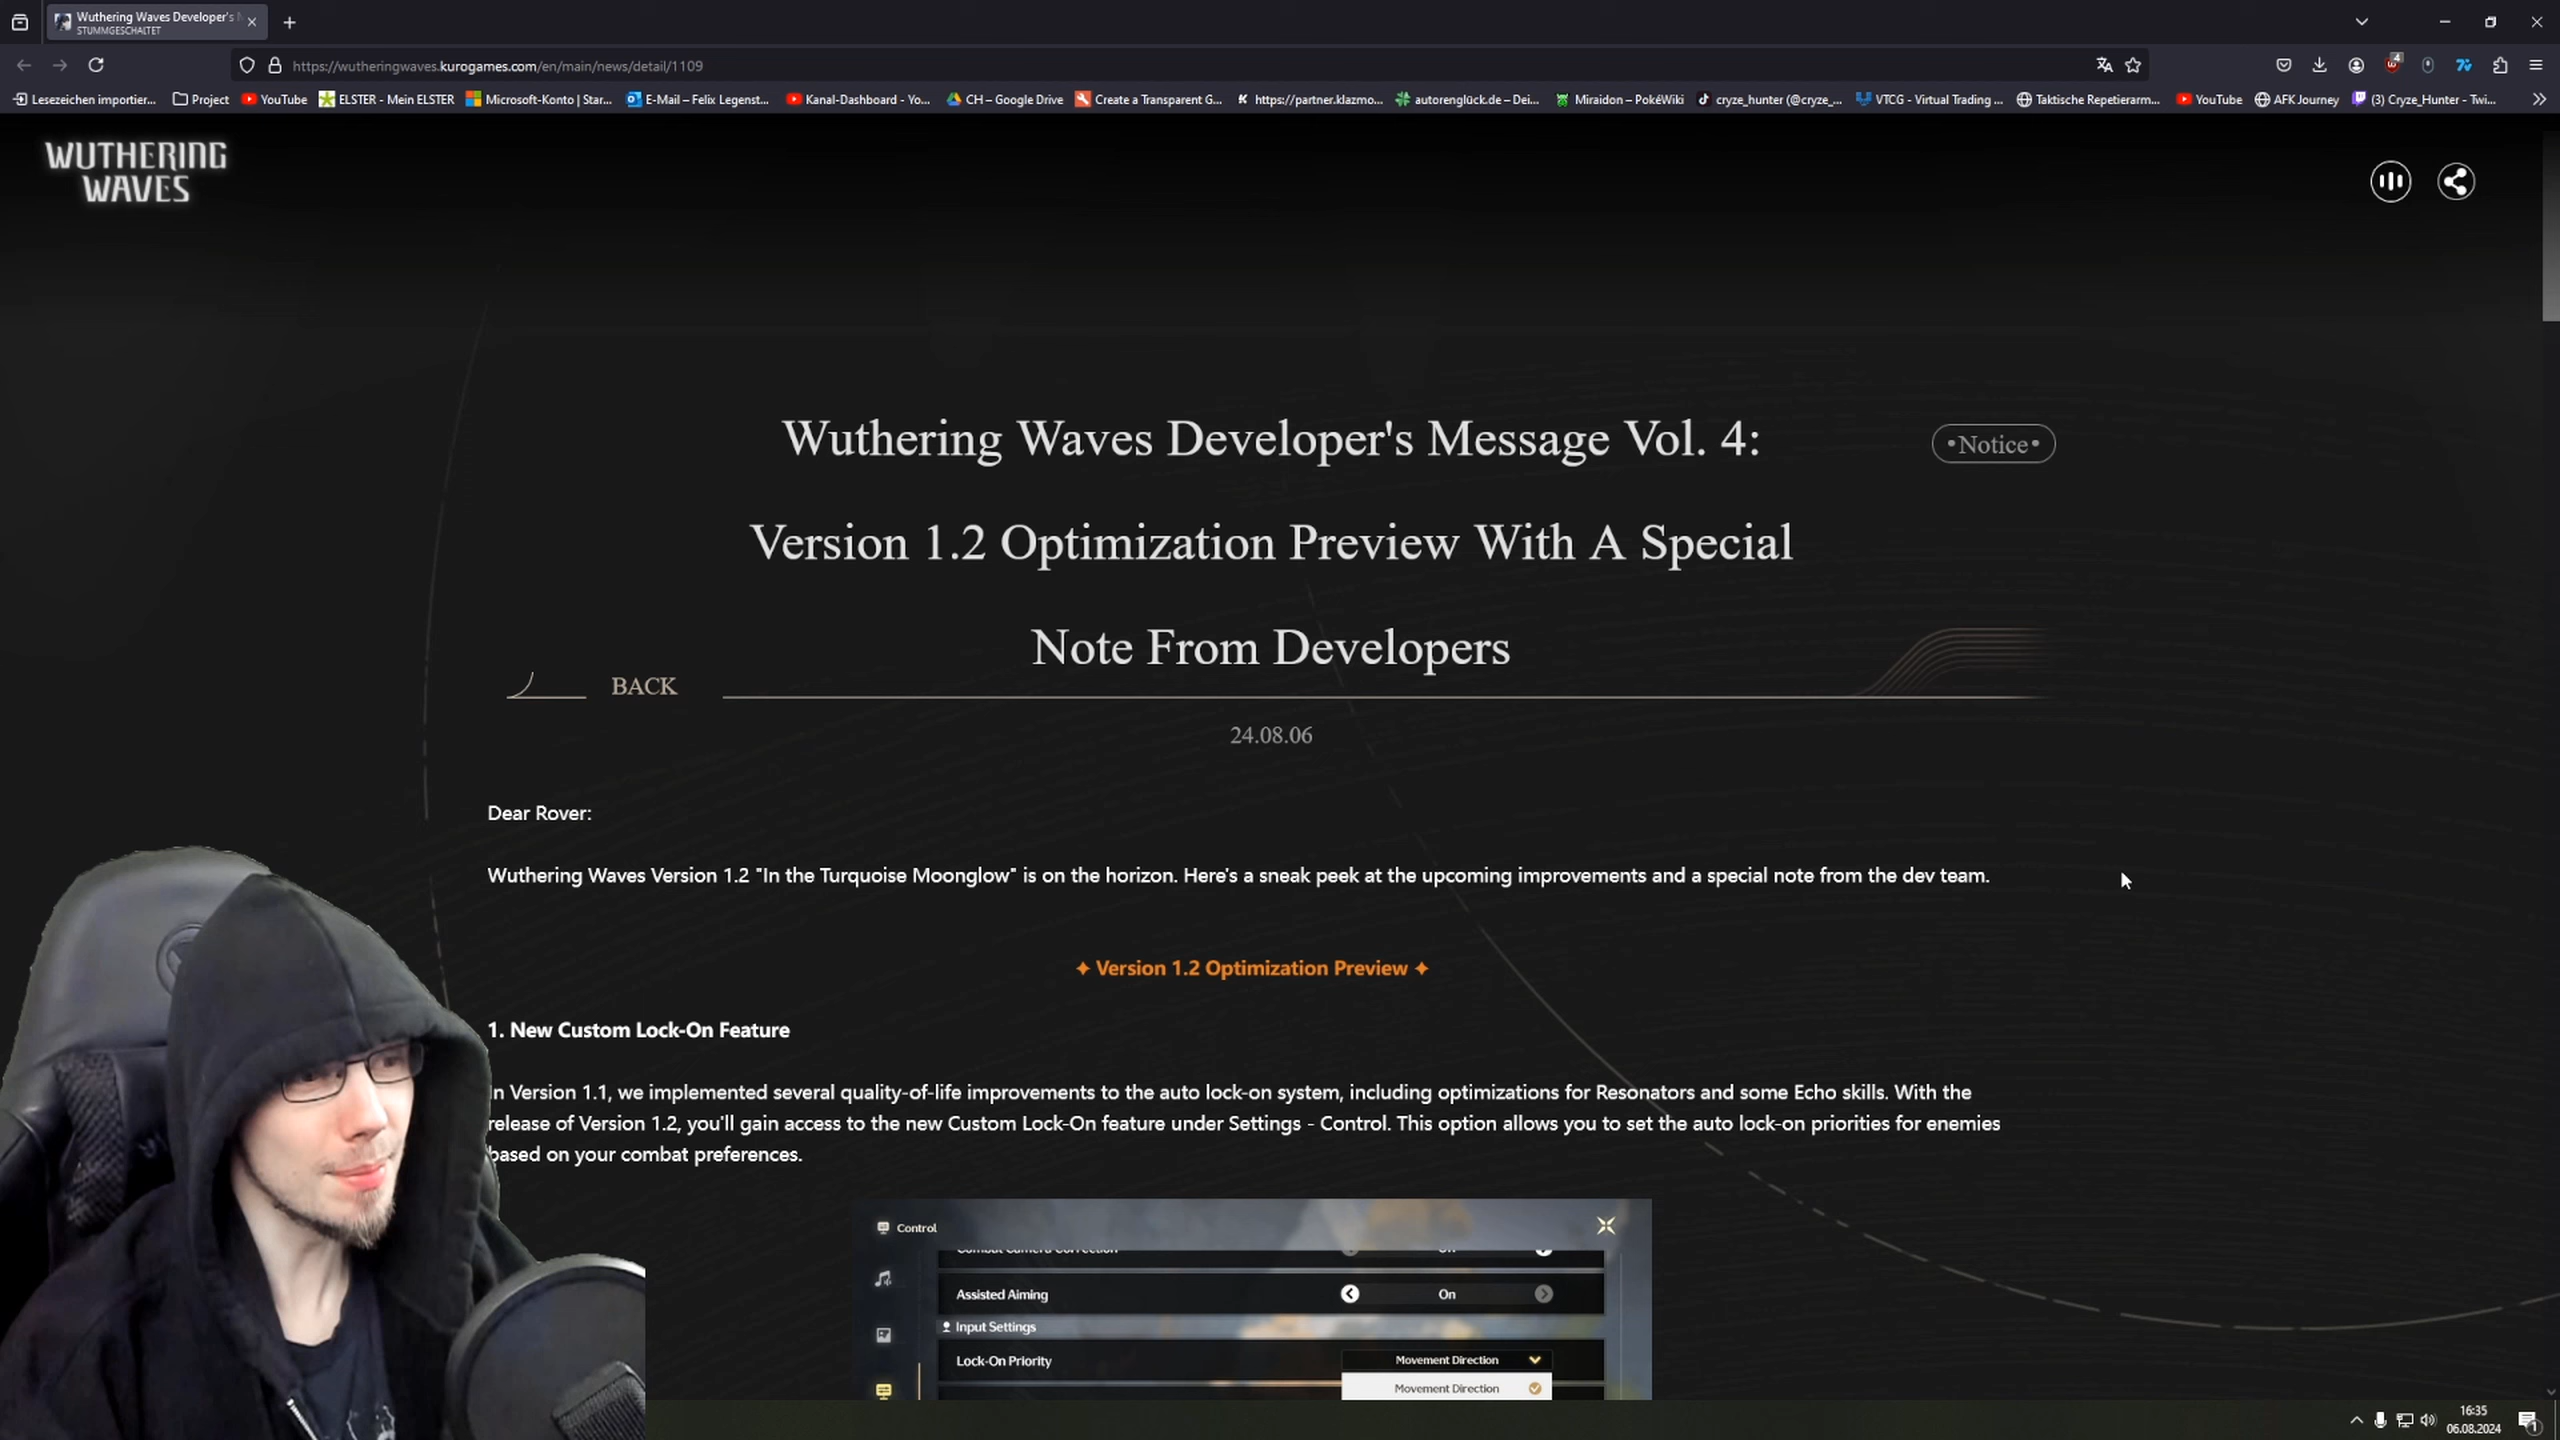 Wuthering Waves Developer's
STUMMGESCHALTET
https://wutheringwaves.kurogames.com/en/main/news/detail/1109
Lesezeichen importier...
Project
YouTube
ELSTER - Mein ELSTER
Microsoft-Konto | Star...
E-Mail – Felix Legenst...
Kanal-Dashboard - Yo...
CH – Google Drive
Create a Transparent G...
https://partner.klazmo...
autorenglück.de – Dei...
Miraidon – PokéWiki
cryze_hunter (@cryze_...
VTCG - Virtual Trading ...
Taktische Repetierarm...
YouTube
AFK Journey
(3) Cryze_Hunter - Twi...
4
WUTHERING
WAVES
Wuthering Waves Developer's Message Vol. 4:
•Notice•
Version 1.2 Optimization Preview With A Special
Note From Developers
BACK
24.08.06
Dear Rover:
Wuthering Waves Version 1.2 "In the Turquoise Moonglow" is on the horizon. Here's a sneak peek at the upcoming improvements and a special note from the dev team.
✦ Version 1.2 Optimization Preview ✦
1. New Custom Lock-On Feature
In Version 1.1, we implemented several quality-of-life improvements to the auto lock-on system, including optimizations for Resonators and some Echo skills. With the
release of Version 1.2, you'll gain access to the new Custom Lock-On feature under Settings - Control. This option allows you to set the auto lock-on priorities for enemies
based on your combat preferences.
Control
Combat Camera Correction
Assisted Aiming
On
Input Settings
Lock-On Priority
Movement Direction
Movement Direction
16:35
06.08.2024
1